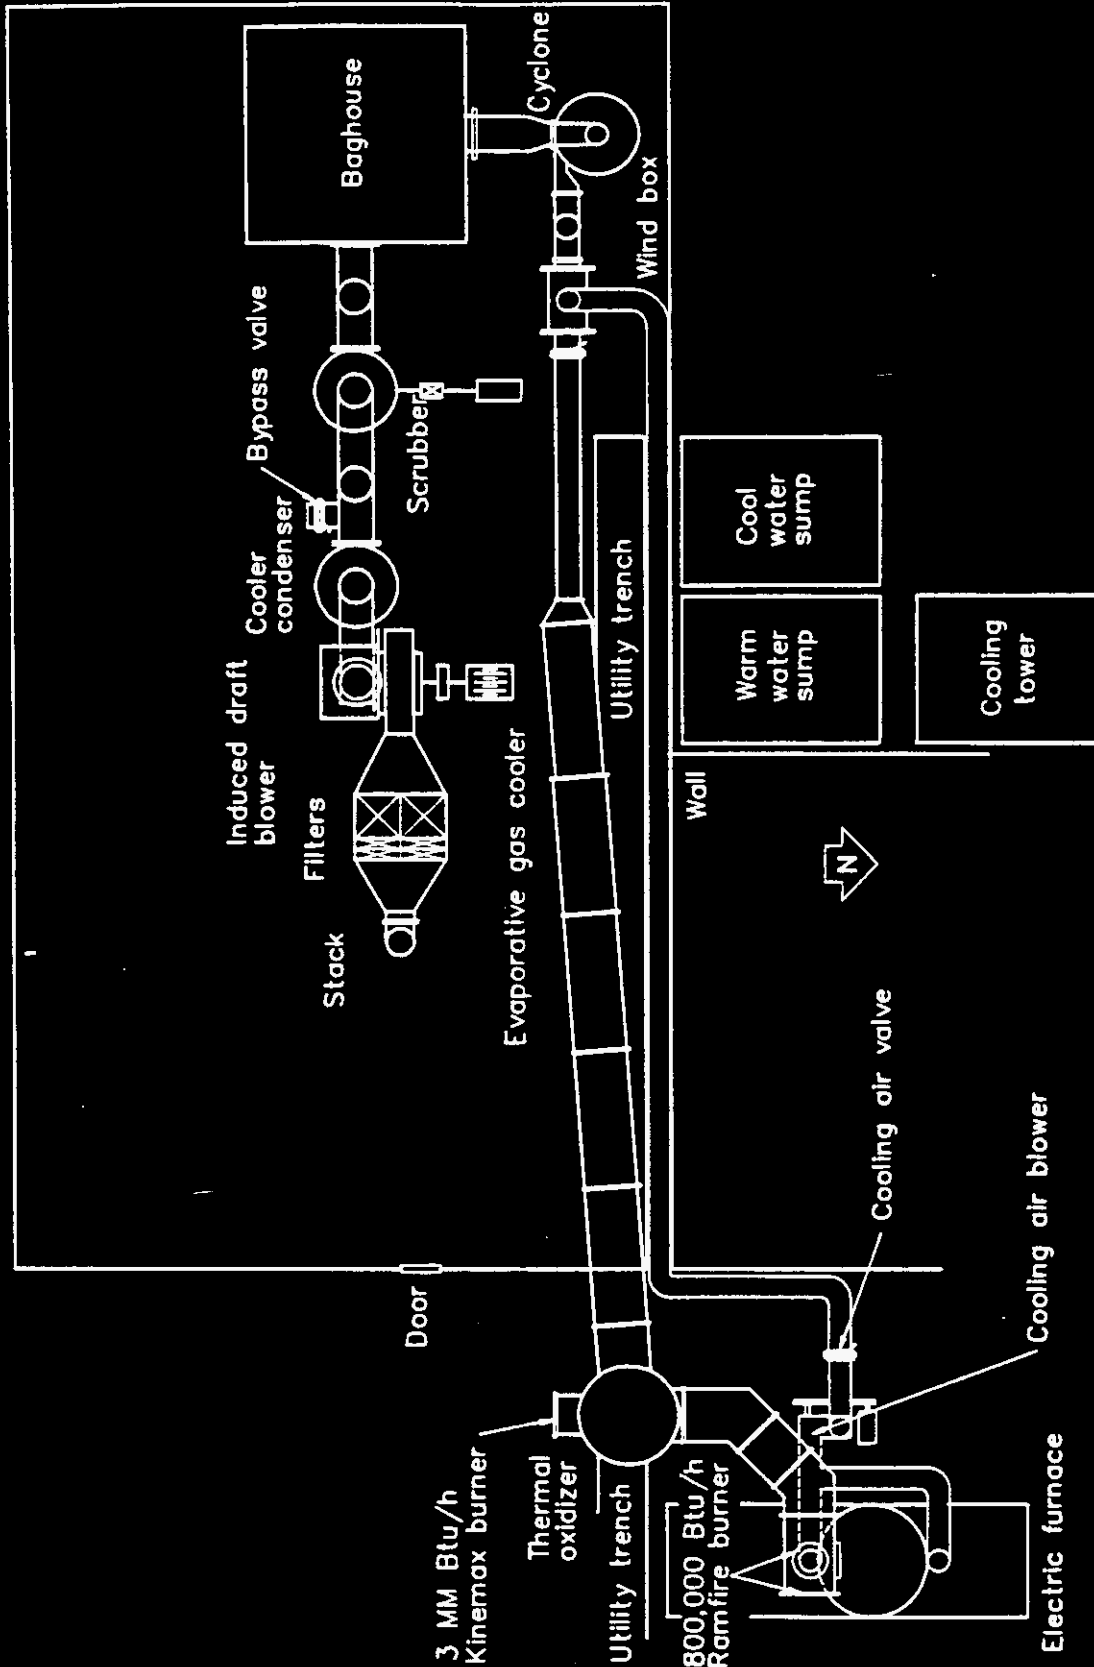 Baghouse
Cyclone
Wind box
Bypass valve
Scrubber
Cooler
condenser
Induced draft
blower
Filters
Stack
Evaporative gas cooler
Utility trench
Cool
water
sump
Warm
water
sump
Cooling
tower
Wall
N
Door
Cooling air valve
Cooling air blower
3 MM Btu/h
Kinemax burner
Thermal
oxidizer
Utility trench
800,000 Btu/h
Ramfire burner
Electric furnace